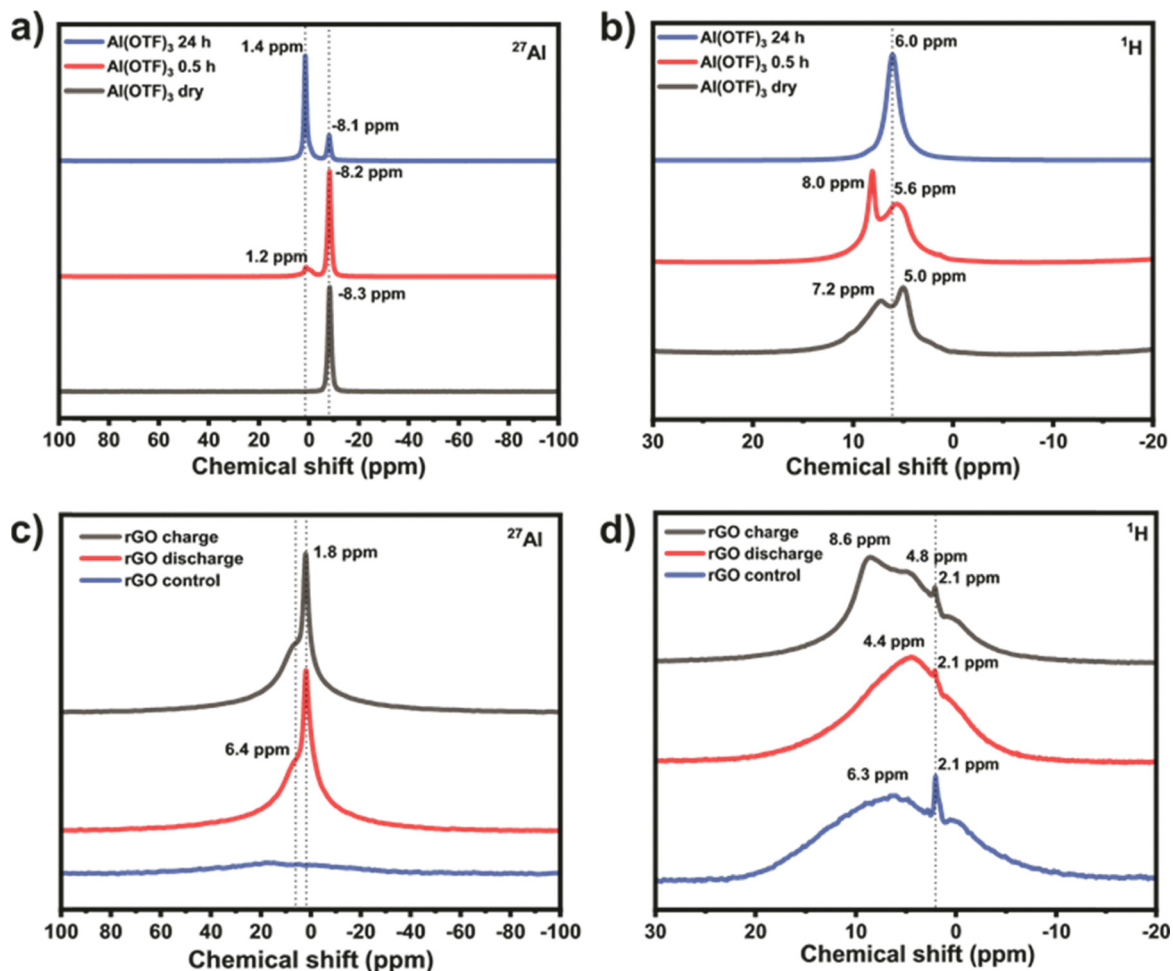 a)
Al(OTF)₃ 24 h
Al(OTF)₃ 0.5 h
Al(OTF)₃ dry
1.4 ppm
²⁷Al
-8.1 ppm
-8.2 ppm
1.2 ppm
-8.3 ppm
100 80 60 40 20 0 -20 -40 -60 -80 -100
Chemical shift (ppm)
b)
Al(OTF)₃ 24 h
Al(OTF)₃ 0.5 h
Al(OTF)₃ dry
6.0 ppm
¹H
8.0 ppm
5.6 ppm
7.2 ppm
5.0 ppm
30 20 10 0 -10 -20
Chemical shift (ppm)
c)
rGO charge
rGO discharge
rGO control
²⁷Al
1.8 ppm
6.4 ppm
100 80 60 40 20 0 -20 -40 -60 -80 -100
Chemical shift (ppm)
d)
rGO charge
rGO discharge
rGO control
8.6 ppm
¹H
4.8 ppm
2.1 ppm
4.4 ppm
2.1 ppm
6.3 ppm
2.1 ppm
30 20 10 0 -10 -20
Chemical shift (ppm)